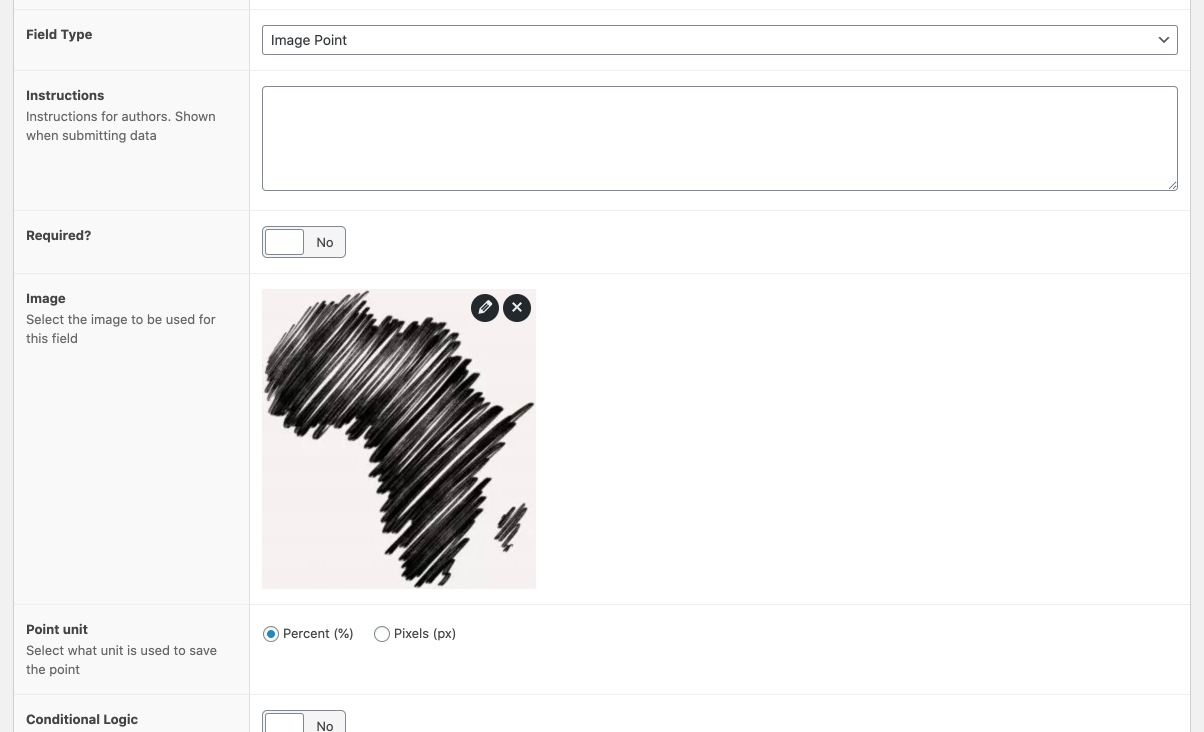 Field Type
Image Point
Instructions
Instructions for authors. Shown
when submitting data
Required?
No
Image
Select the image to be used for
this field
Point unit
Select what unit is used to save
the point
Percent (%)
Pixels (px)
Conditional Logic
No